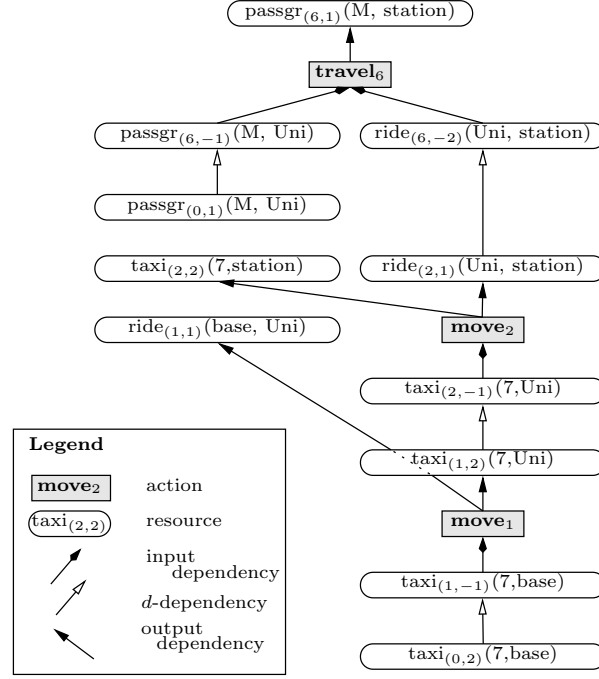 passgr₍₆,₁₎(M, station)
travel₆
passgr₍₆,₋₁₎(M, Uni) ride₍₆,₋₂₎(Uni, station)
passgr₍₀,₁₎(M, Uni)
taxi₍₂,₂₎(7,station) ride₍₂,₁₎(Uni, station)
ride₍₁,₁₎(base, Uni) move₂
taxi₍₂,₋₁₎(7,Uni)
Legend
taxi₍₁,₂₎(7,Uni)
move₂ action
taxi₍₂,₂₎ resource move₁
input
dependency
taxi₍₁,₋₁₎(7,base)
d-dependency
output
dependency
taxi₍₀,₂₎(7,base)